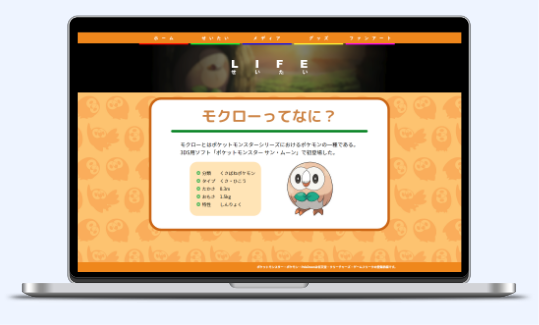 ホーム せいたい メディア グッズ ファンアート
LIFE
せいたい
モクローってなに？
モクローとはポケットモンスターシリーズにおけるポケモンの一種である。
3DS用ソフト「ポケットモンスター サン・ムーン」で初登場した。
分類 くさばねポケモン
タイプ くさ・ひこう
たかさ 0.3m
おもさ 1.5kg
特性 しんりょく